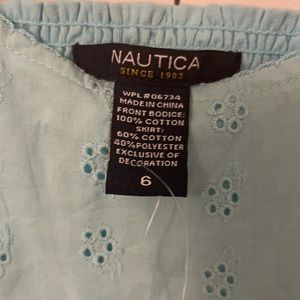 NAUTICA
SINCE 1983
WPL #06734
MADE IN CHINA
FRONT BODICE:
100% COTTON
SKIRT:
60% COTTON
40% POLYESTER
EXCLUSIVE OF
DECORATION
6